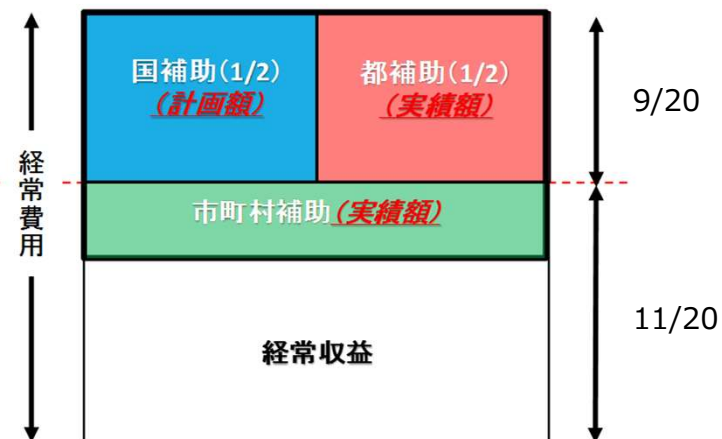 国補助(1/2)
(計画額)
都補助(1/2)
(実績額)
9/20
経常費用
市町村補助(実績額)
11/20
経常収益